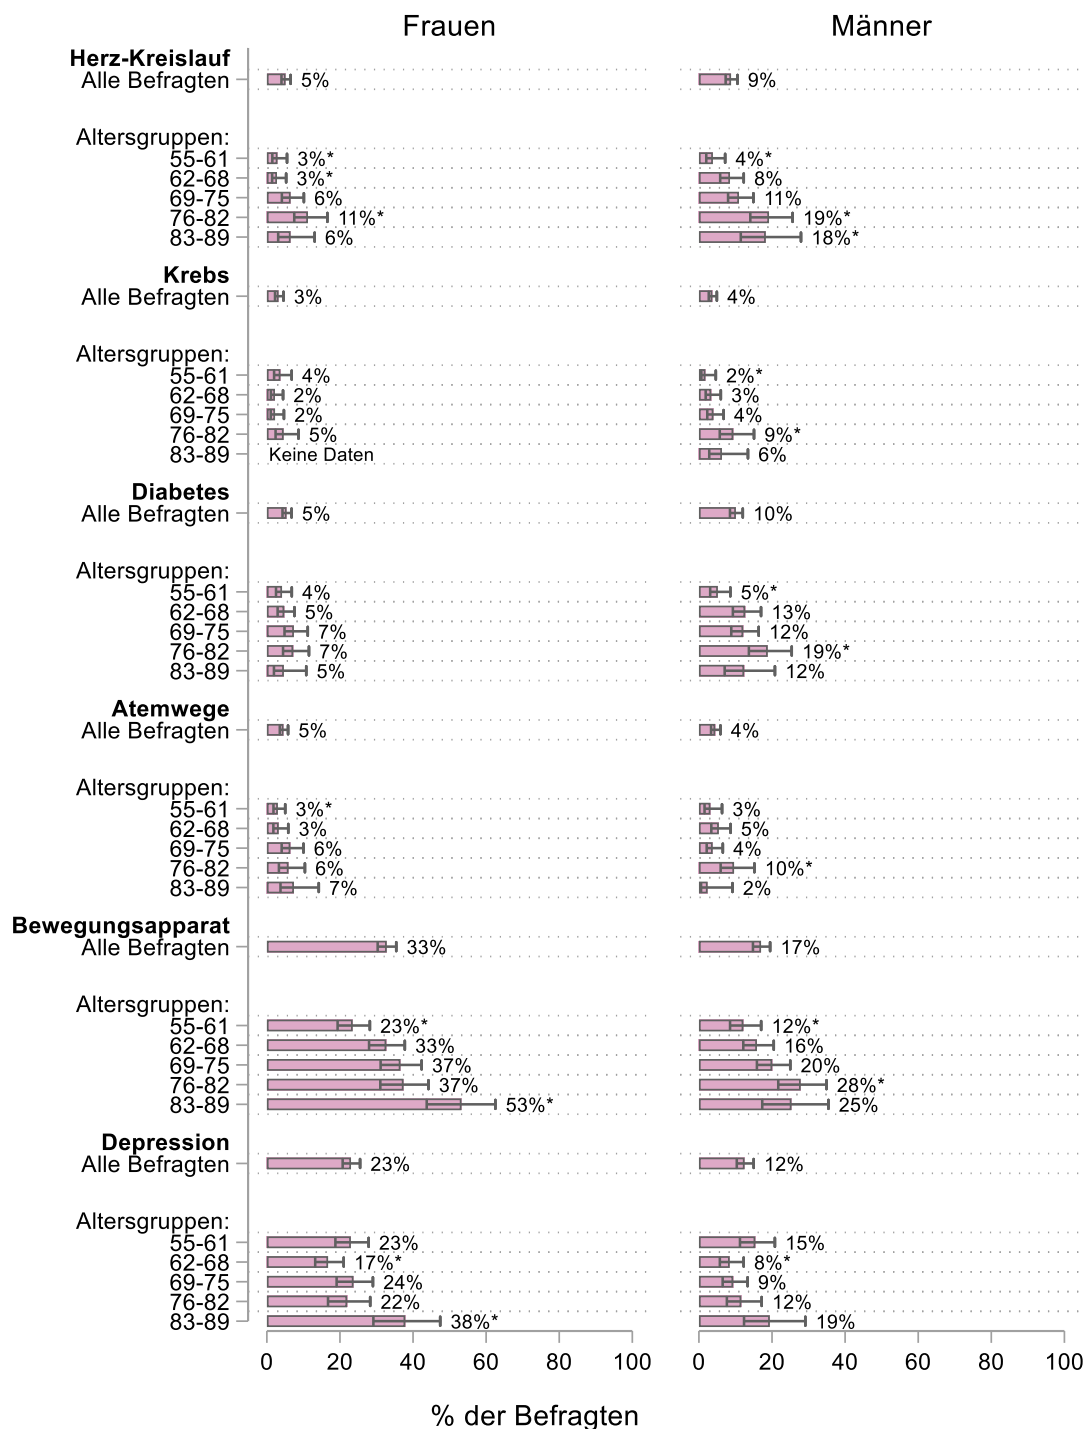 Frauen Männer
Herz-Kreislauf
Alle Befragten 5% 9%
Altersgruppen:
55-61 3%* 4%*
62-68 3%* 8%
69-75 6% 11%
76-82 11%* 19%*
83-89 6% 18%*
Krebs
Alle Befragten 3% 4%
Altersgruppen:
55-61 4% 2%*
62-68 2% 3%
69-75 2% 4%
76-82 5% 9%*
83-89 Keine Daten 6%
Diabetes
Alle Befragten 5% 10%
Altersgruppen:
55-61 4% 5%*
62-68 5% 13%
69-75 7% 12%
76-82 7% 19%*
83-89 5% 12%
Atemwege
Alle Befragten 5% 4%
Altersgruppen:
55-61 3%* 3%
62-68 3% 5%
69-75 6% 4%
76-82 6% 10%*
83-89 7% 2%
Bewegungsapparat
Alle Befragten 33% 17%
Altersgruppen:
55-61 23%* 12%*
62-68 33% 16%
69-75 37% 20%
76-82 37% 28%*
83-89 53%* 25%
Depression
Alle Befragten 23% 12%
Altersgruppen:
55-61 23% 15%
62-68 17%* 8%*
69-75 24% 9%
76-82 22% 12%
83-89 38%* 19%
0 20 40 60 80 100 0 20 40 60 80 100
% der Befragten